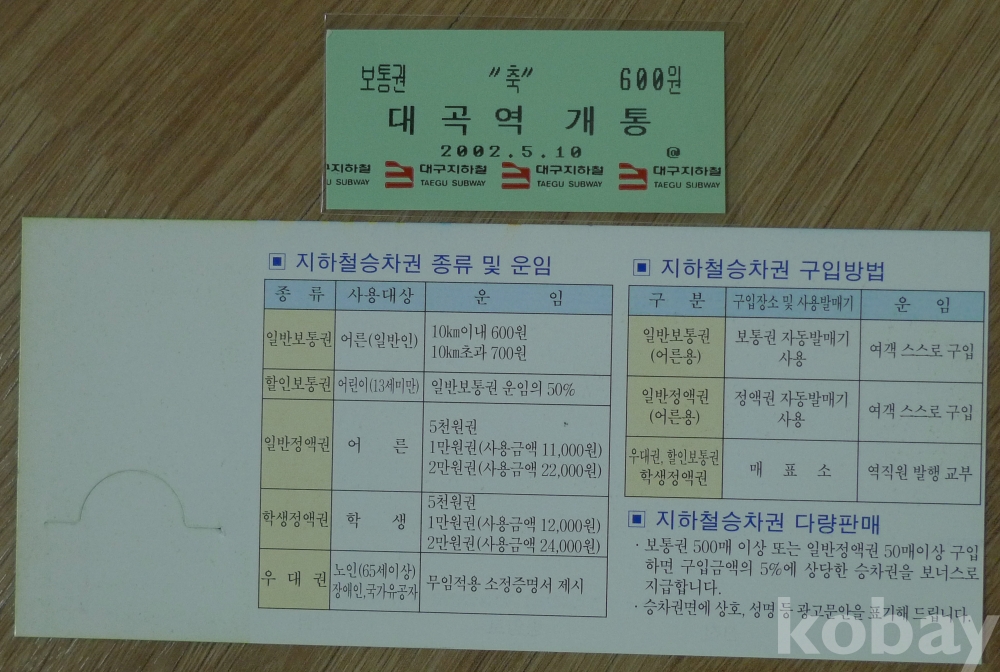 보통권 "축" 600원
대곡역 개통
2002.5.10 @
구지하철 대구지하철 대구지하철 대구지하철
GU SUBWAY TAEGU SUBWAY TAEGU SUBWAY TAEGU SUBWAY
▣ 지하철승차권 종류 및 운임
종 류 사용대상 운 임
일반보통권 어른(일반인) 10km이내 600원
10km초과 700원
할인보통권 어린이(13세미만) 일반보통권 운임의 50%
일반정액권 어 른 5천원권
1만원권(사용금액 11,000원)
2만원권(사용금액 22,000원)
학생정액권 학 생 5천원권
1만원권(사용금액 12,000원)
2만원권(사용금액 24,000원)
우 대 권 노인(65세이상)
장애인,국가유공자 무임적용 소정증명서 제시
▣ 지하철승차권 구입방법
구 분 구입장소 및 사용발매기 운 임
일반보통권
(어른용) 보통권 자동발매기
사용 여객 스스로 구입
일반정액권
(어른용) 정액권 자동발매기
사용 여객 스스로 구입
우대권, 할인보통권
학생정액권 매 표 소 역직원 발행 교부
▣ 지하철승차권 다량판매
· 보통권 500매 이상 또는 일반정액권 50매이상 구입
하면 구입금액의 5%에 상당한 승차권을 보너스로
지급합니다.
· 승차권면에 상호, 성명 등 광고문안을 표기해 드립니다.
kobay